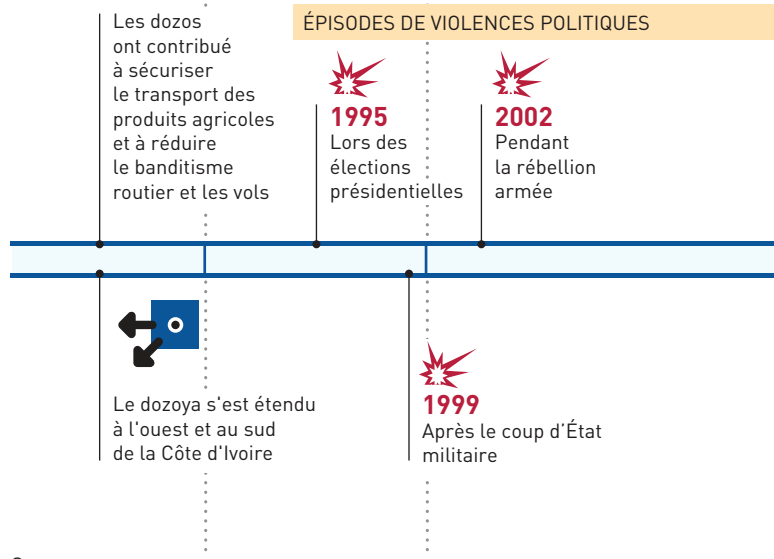 Les dozos
ont contribué
à sécuriser
le transport des
produits agricoles
et à réduire
le banditisme
routier et les vols
ÉPISODES DE VIOLENCES POLITIQUES
1995
Lors des
élections
présidentielles
2002
Pendant
la rébellion
armée
Le dozoya s'est étendu
à l'ouest et au sud
de la Côte d'Ivoire
1999
Après le coup d’État
militaire